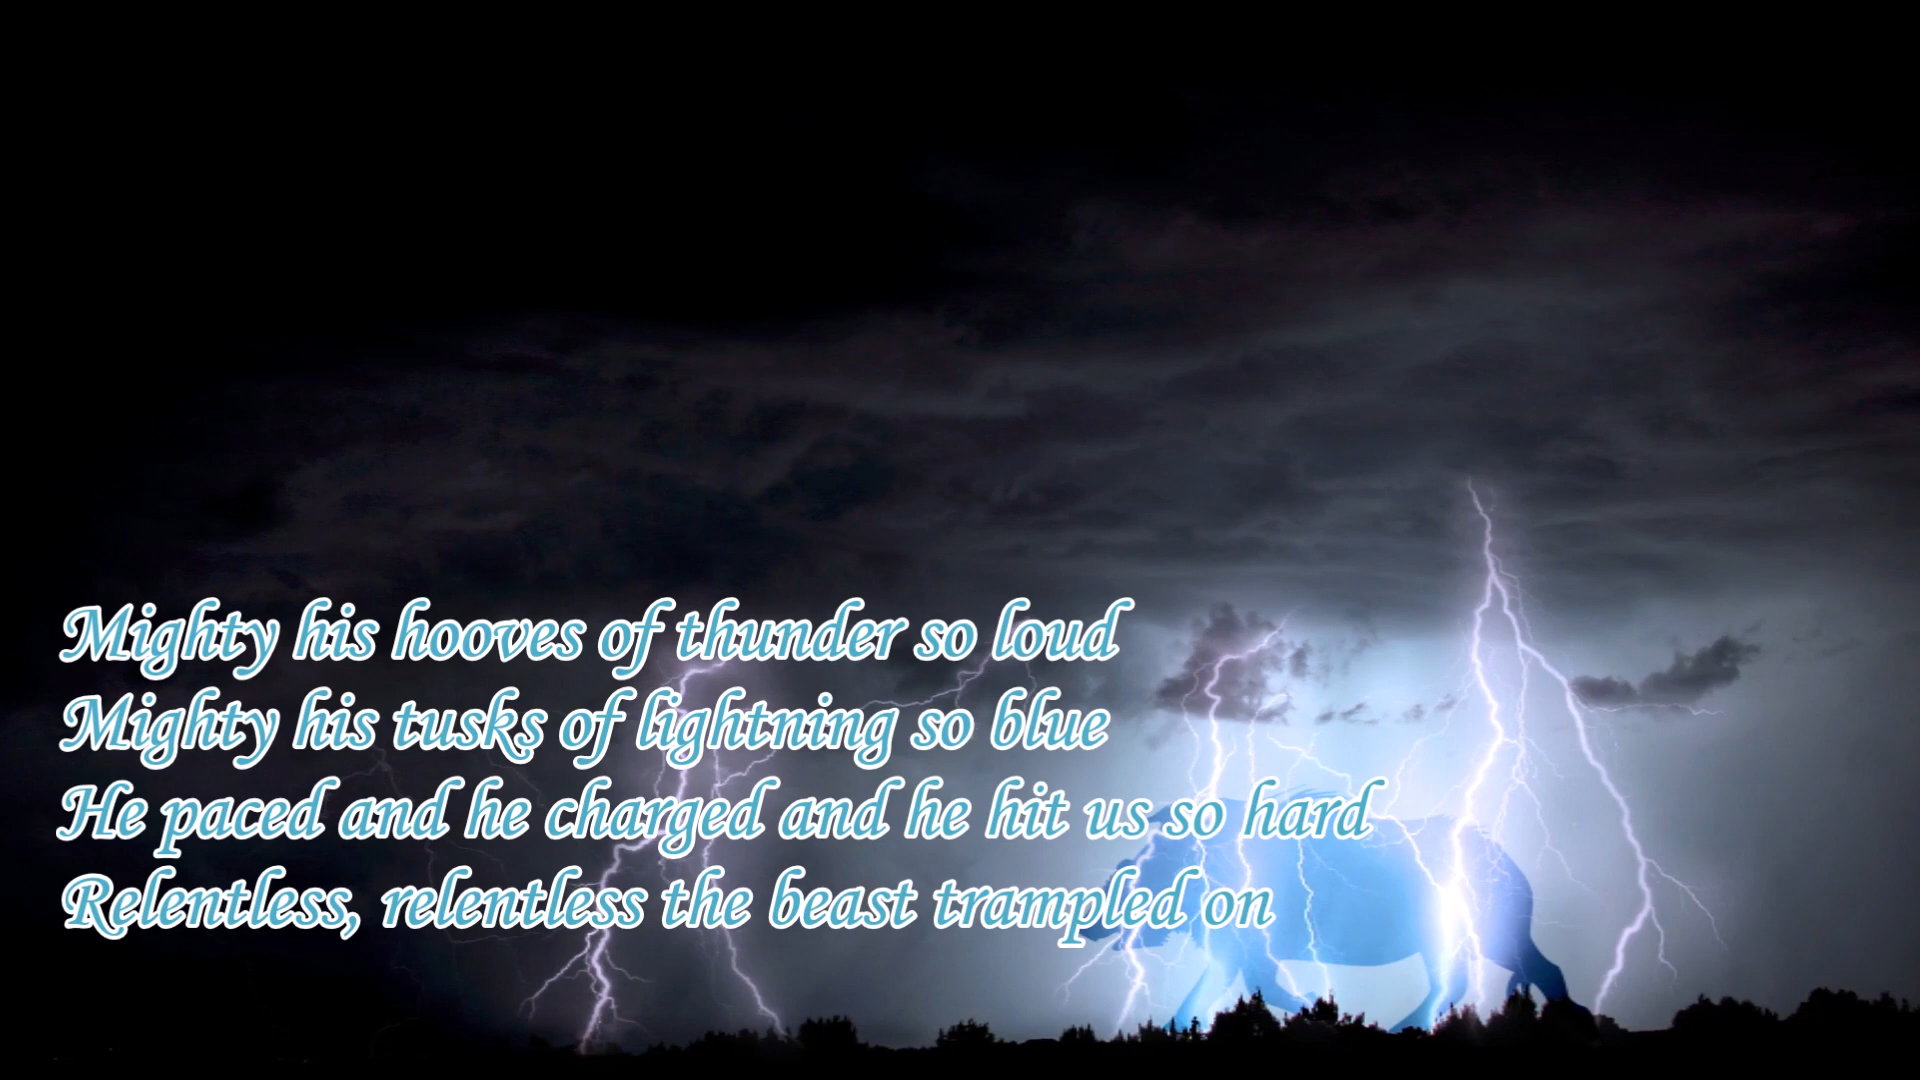 Mighty his hooves of thunder so loud
Mighty his tusks of lightning so blue
He paced and he charged and he hit us so hard
Relentless, relentless the beast trampled on